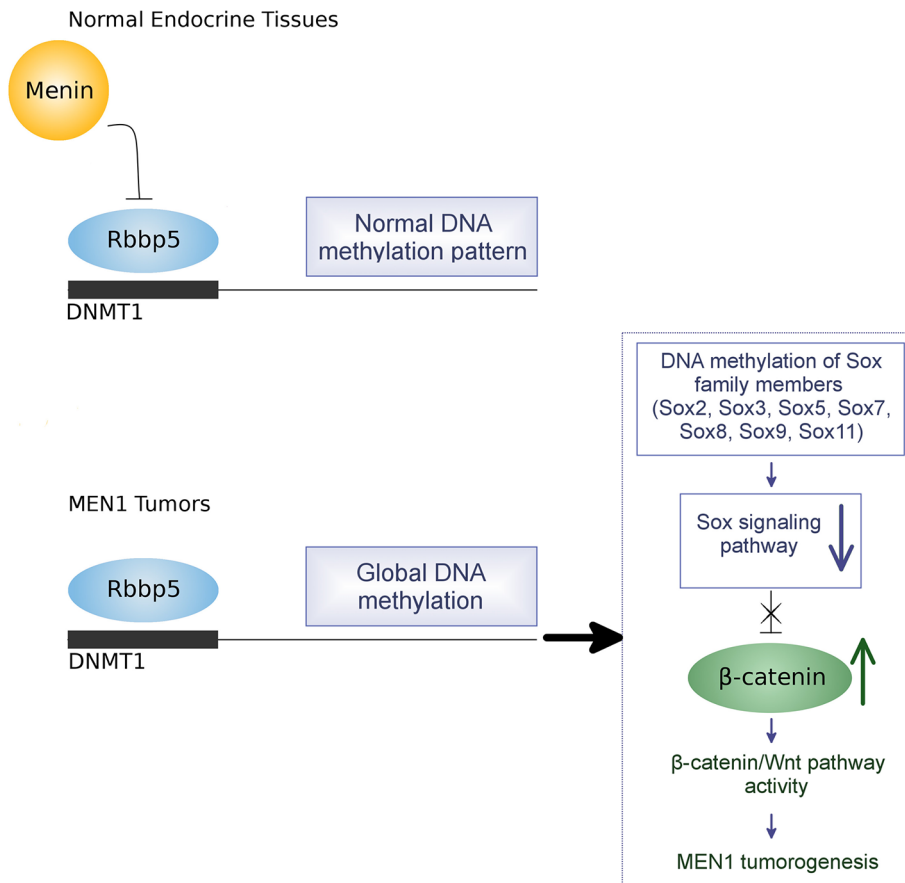 Normal Endocrine Tissues
Menin
Rbbp5
DNMT1
Normal DNA
methylation pattern
MEN1 Tumors
Rbbp5
DNMT1
Global DNA
methylation
DNA methylation of Sox
family members
(Sox2, Sox3, Sox5, Sox7,
Sox8, Sox9, Sox11)
Sox signaling
pathway
β-catenin
β-catenin/Wnt pathway
activity
MEN1 tumorogenesis